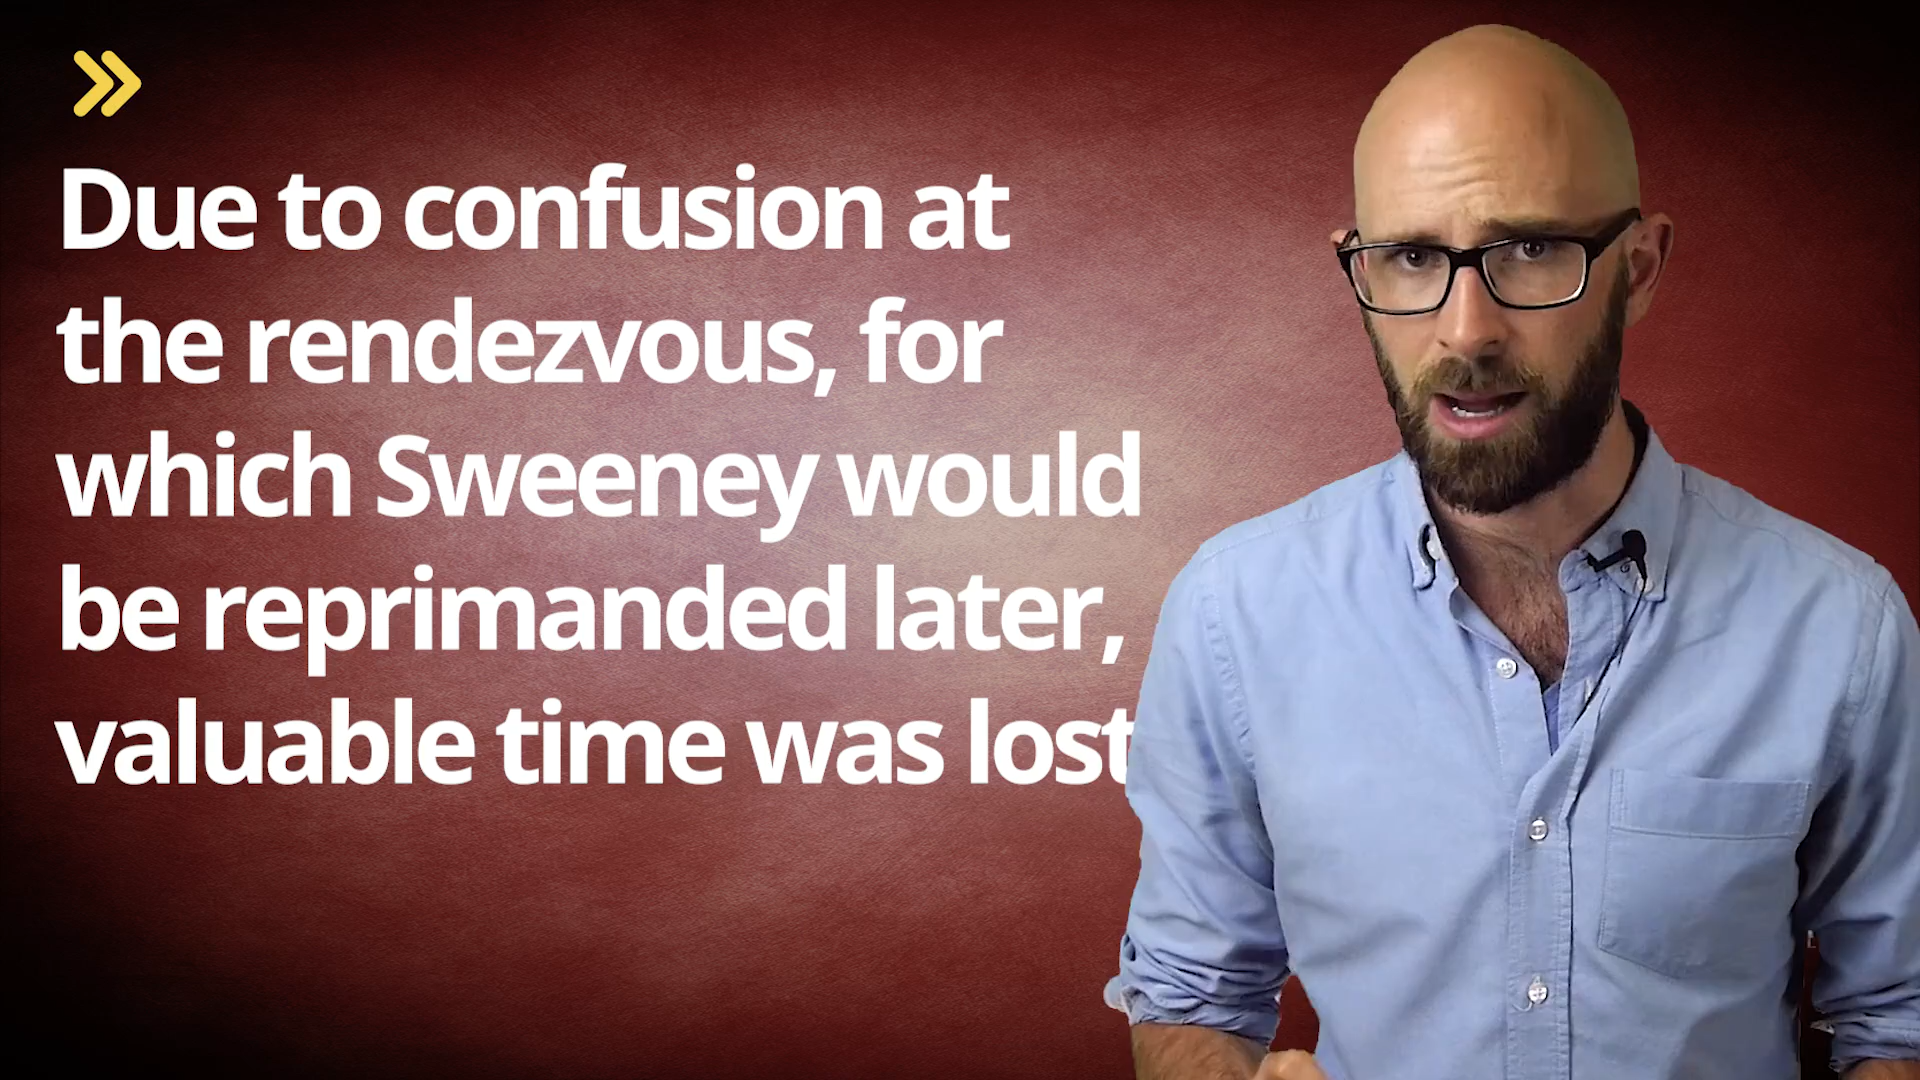 Due to confusion at
the rendezvous, for
which Sweeney would
be reprimanded later,
valuable time was lost